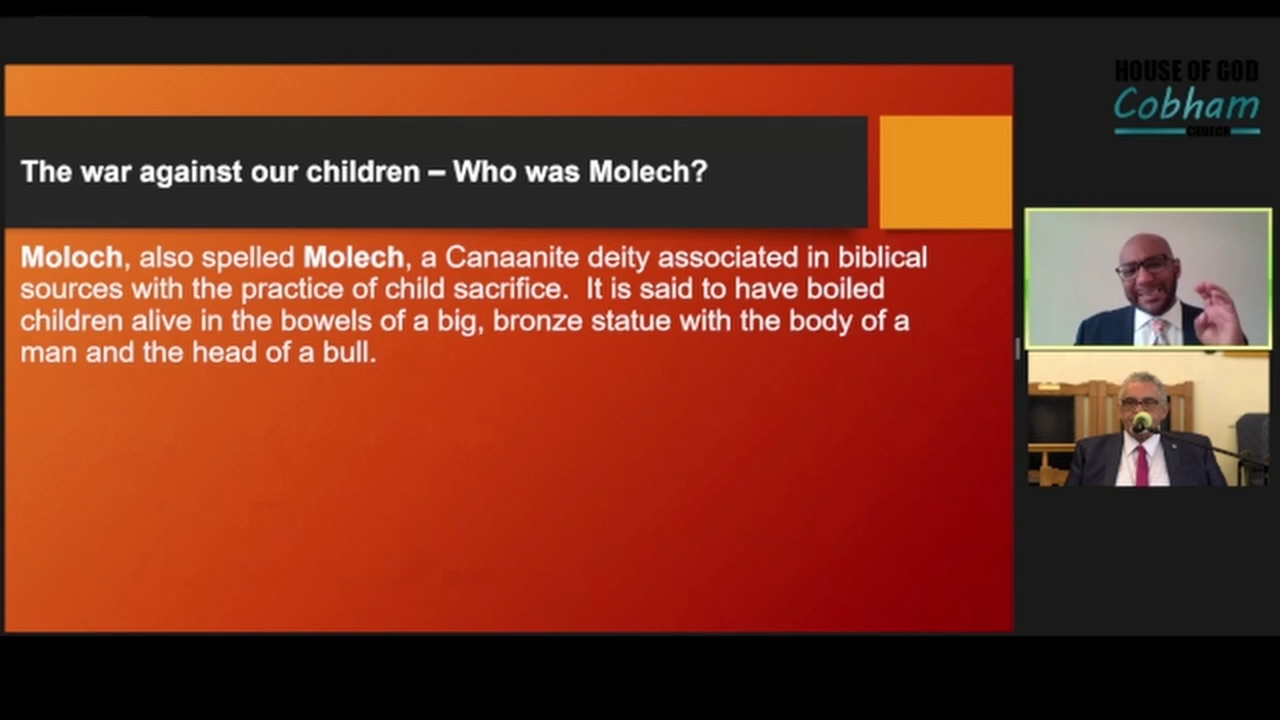 The war against our children – Who was Molech?
Moloch, also spelled Molech, a Canaanite deity associated in biblical
sources with the practice of child sacrifice.  It is said to have boiled
children alive in the bowels of a big, bronze statue with the body of a
man and the head of a bull.
HOUSE OF GOD
Cobham
CHURCH